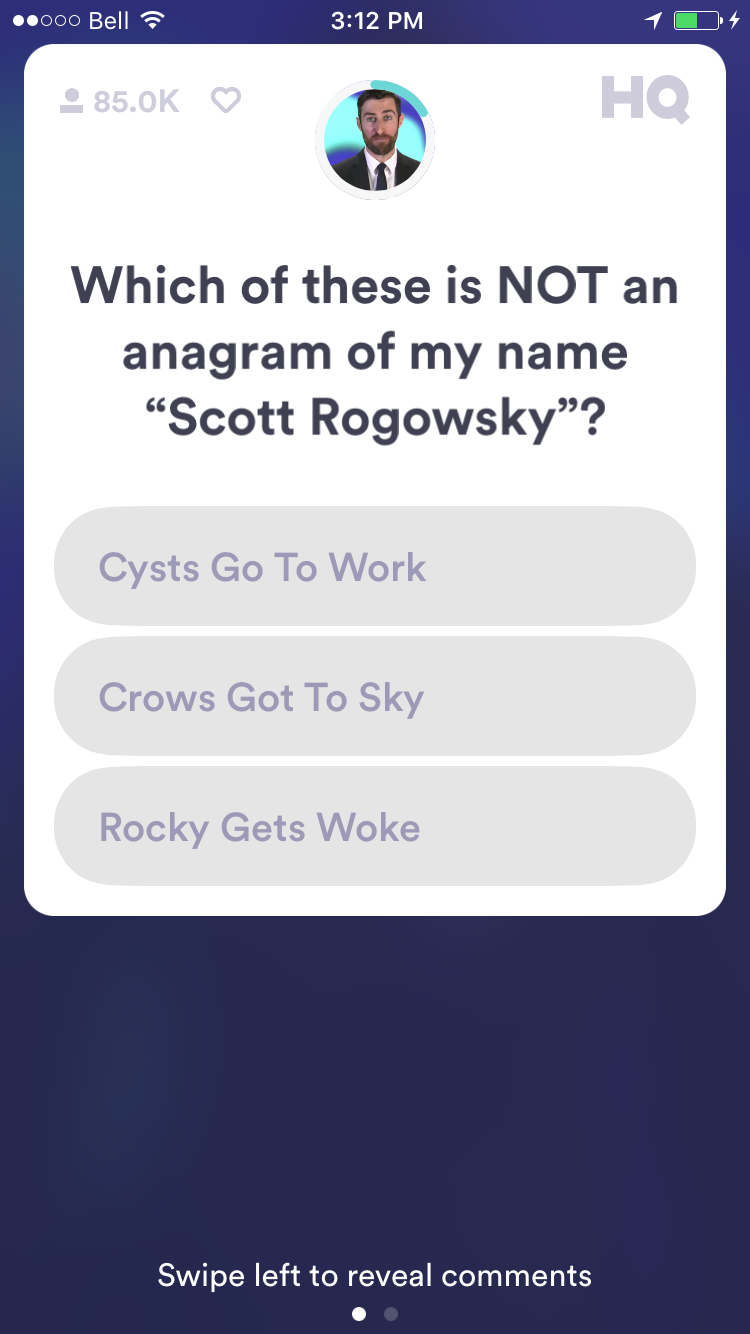 Bell 3:12 PM
85.0K HQ
Which of these is NOT an
anagram of my name
“Scott Rogowsky”?
Cysts Go To Work
Crows Got To Sky
Rocky Gets Woke
Swipe left to reveal comments